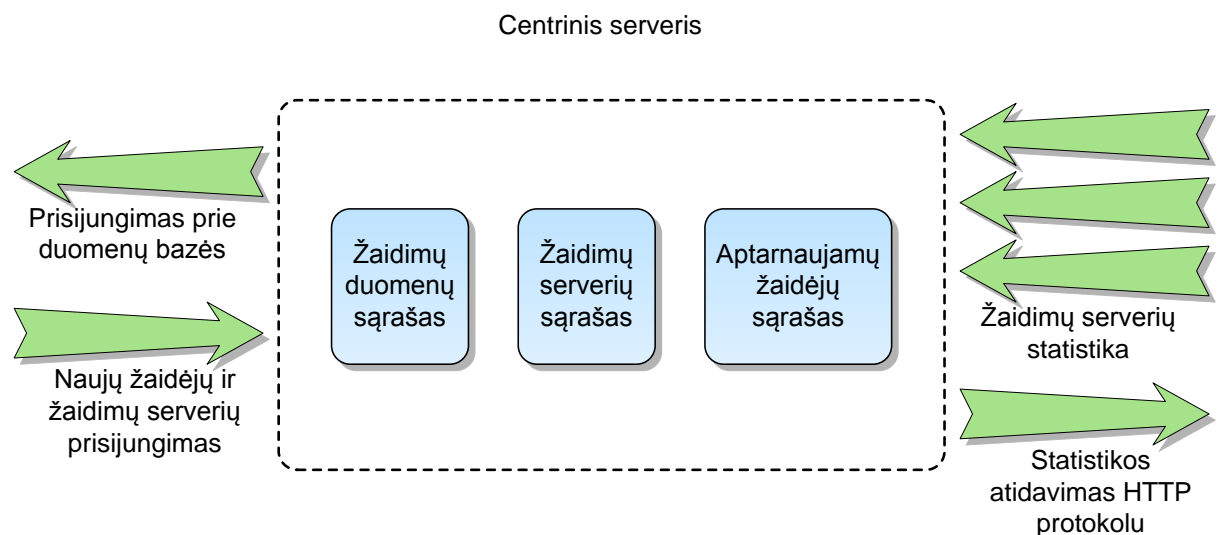 Centrinis serveris
Prisijungimas prie
duomenų bazės
Naujų žaidėjų ir
žaidimų serverių
prisijungimas
Žaidimų
duomenų
sąrašas
Žaidimų
serverių
sąrašas
Aptarnaujamų
žaidėjų
sąrašas
Žaidimų serverių
statistika
Statistikos
atidavimas HTTP
protokolu